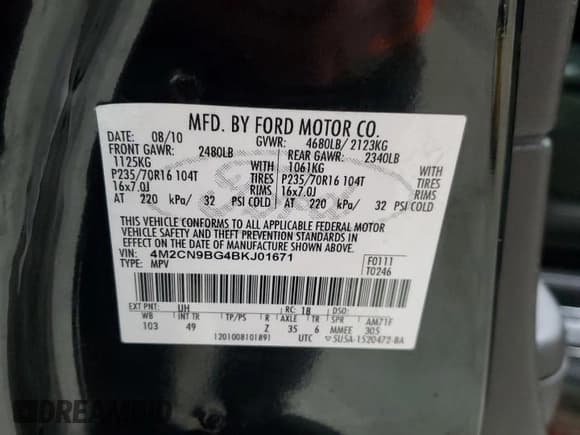 MFD. BY FORD MOTOR CO.
DATE: 08/10 GVWR: 4680LB/ 2123KG
FRONT GAWR: 2480LB REAR GAWR: 2340LB
1125KG WITH 1061KG WITH
P235/70R16 104T TIRES P235/70R16 104T TIRES
16x7.0J RIMS 16x7.0J RIMS
AT 220 kPa/ 32 PSI COLD AT 220 kPa/ 32 PSI COLD
THIS VEHICLE CONFORMS TO ALL APPLICABLE FEDERAL MOTOR
VEHICLE SAFETY AND THEFT PREVENTION STANDARDS IN
EFFECT ON THE DATE OF MANUFACTURE SHOWN ABOVE.
VIN: 4M2CN9BG4BKJ01671 F0111
TYPE: MPV T0246
EXT PNT: UH RC: 18 DSO:
WB INT TR TP/PS R AXLE TR SPR AM71F
103 49 Z 35 6 MMEE 305
1201008101891 UTC 5U5A-1520472-BA
Ford
DREAMBID